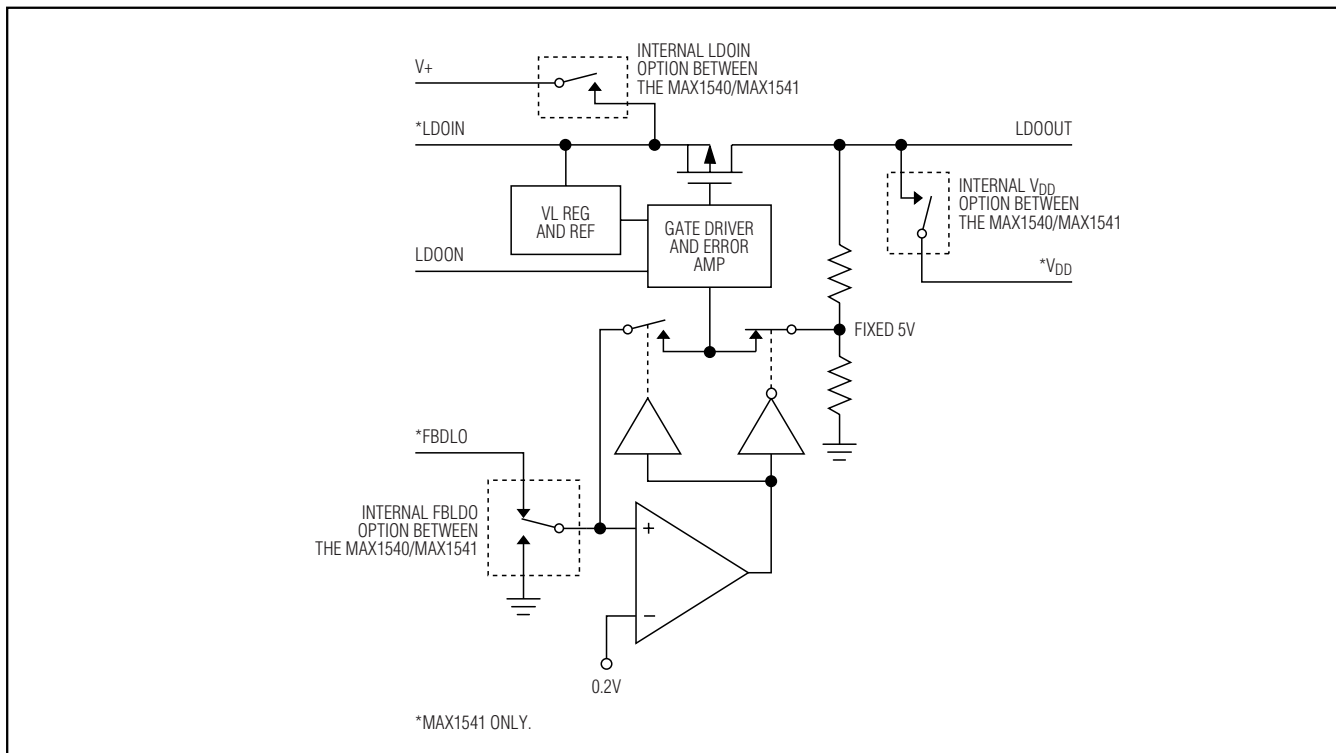 INTERNAL LDOIN
OPTION BETWEEN
THE MAX1540/MAX1541
V+
*LDOIN
LDOOUT
VL REG
AND REF
GATE DRIVER
AND ERROR
AMP
INTERNAL VDD
OPTION BETWEEN
THE MAX1540/MAX1541
LDOON
*VDD
FIXED 5V
*FBDLO
INTERNAL FBLDO
OPTION BETWEEN
THE MAX1540/MAX1541
+
−
0.2V
*MAX1541 ONLY.